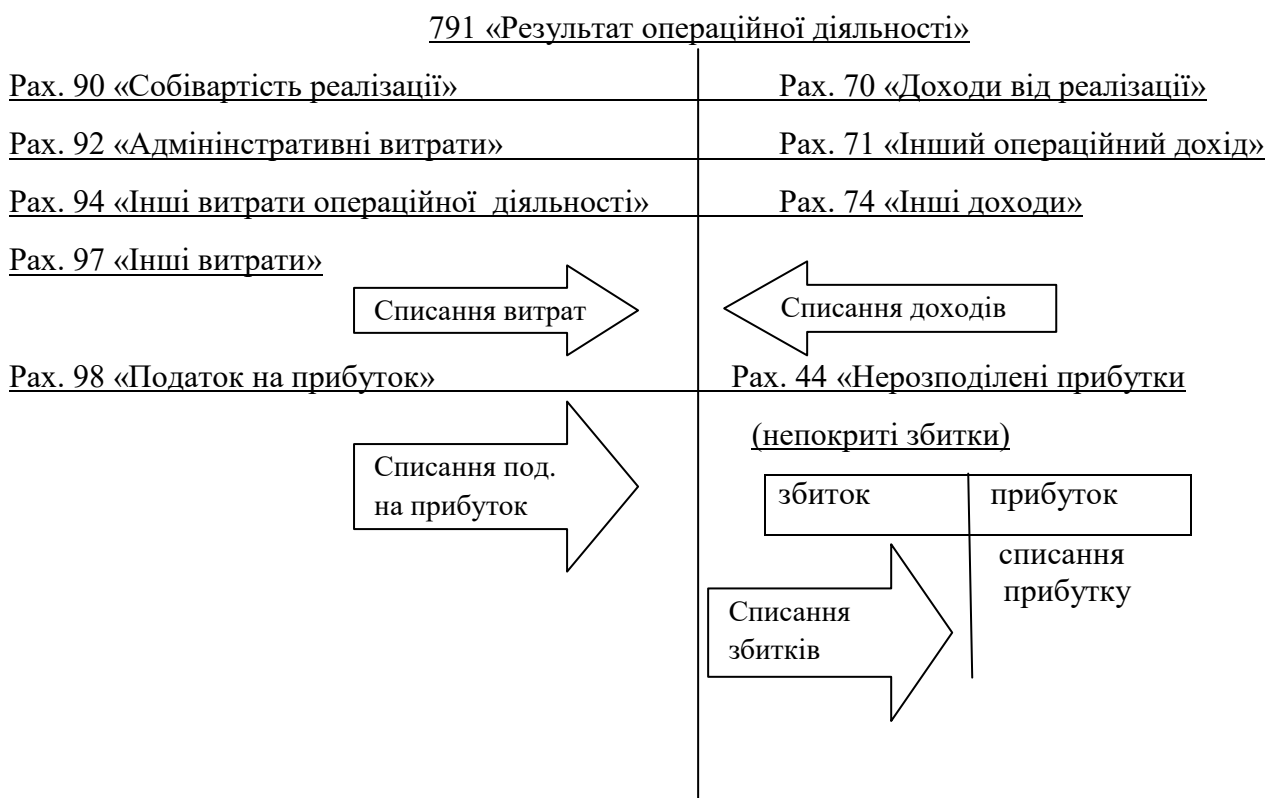 791 «Результат операційної діяльності»
Рах. 90 «Собівартість реалізації»
Рах. 70 «Доходи від реалізації»
Рах. 92 «Адмінінстративні витрати»
Рах. 71 «Інший операційний дохід»
Рах. 94 «Інші витрати операційної діяльності»
Рах. 74 «Інші доходи»
Рах. 97 «Інші витрати»
Списання витрат
Списання доходів
Рах. 98 «Податок на прибуток»
Рах. 44 «Нерозподілені прибутки
(непокриті збитки)
Списання под.
на прибуток
збиток
прибуток
списання
прибутку
Списання
збитків